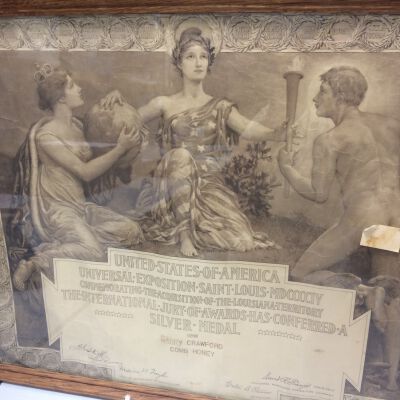 UNITED·STATES·OF·AMERICA
UNIVERSAL·EXPOSITION·SAINT·LOUIS·MDCCCCIV
COMMEMORATING·THE·ACQUISITION·OF·THE·LOUISIANA·TERRITORY
THE·INTERNATIONAL·JURY·OF·AWARDS·HAS·CONFERRED·A
SILVER·MEDAL
CRAWFORD
COMB HONEY